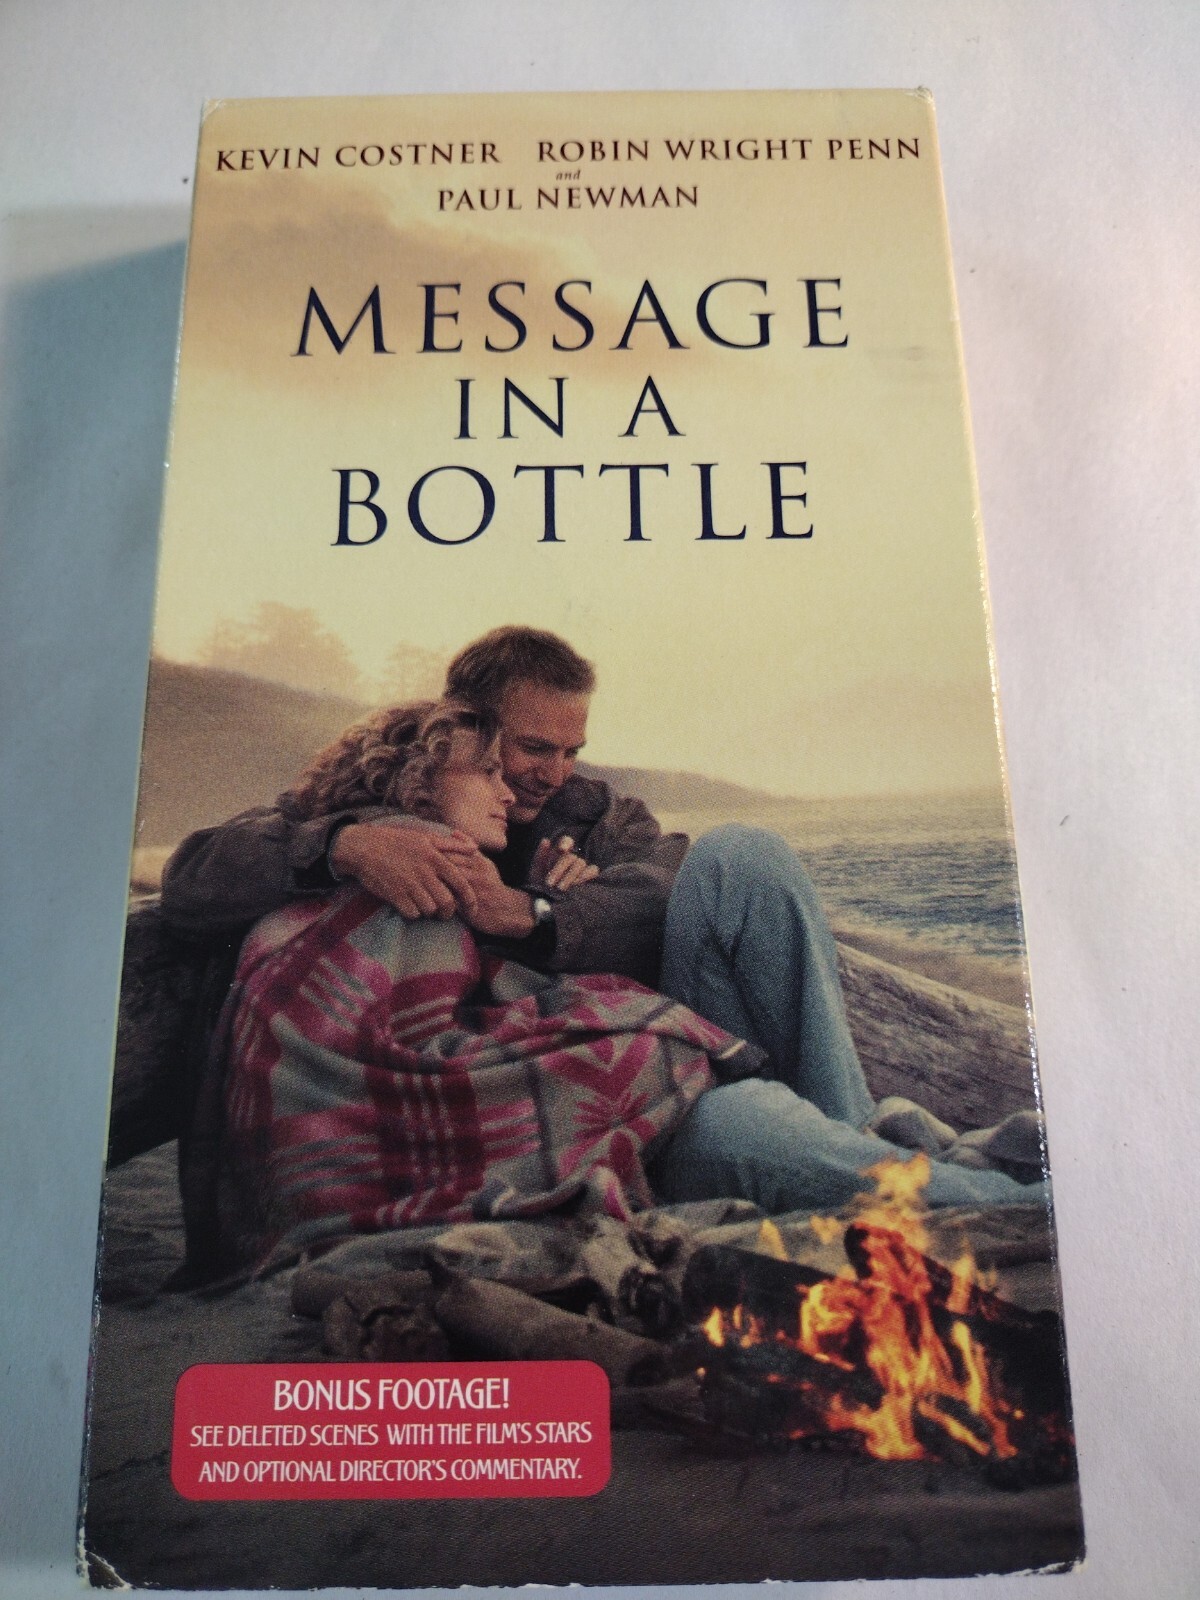 KEVIN COSTNER ROBIN WRIGHT PENN
and
PAUL NEWMAN
MESSAGE
IN A
BOTTLE
BONUS FOOTAGE!
SEE DELETED SCENES WITH THE FILM'S STARS
AND OPTIONAL DIRECTOR'S COMMENTARY.